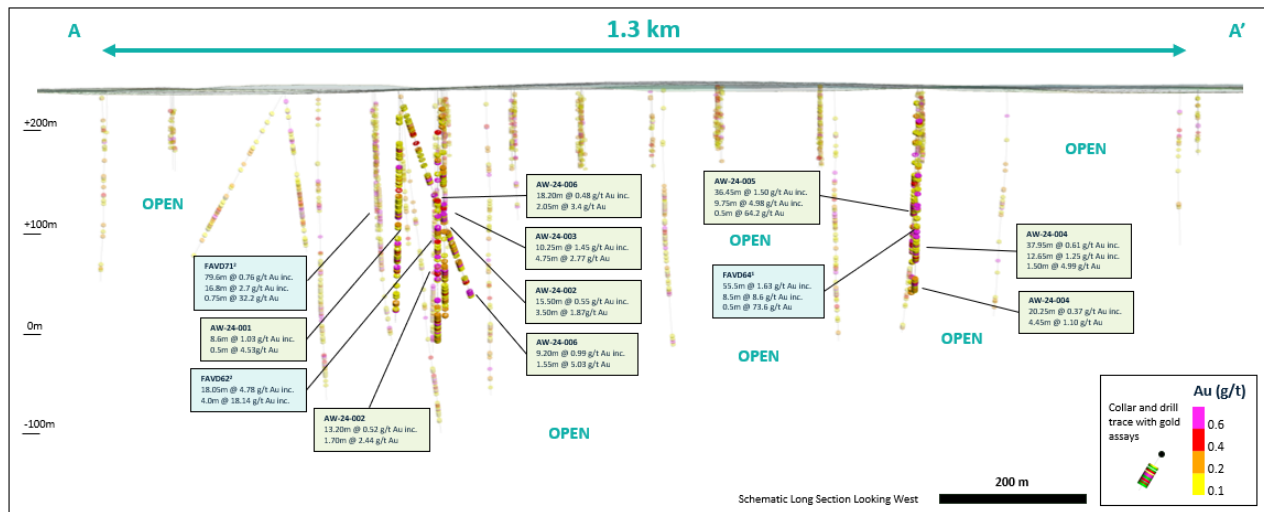 A
1.3 km
A'
+200m
+100m
0m
-100m
OPEN
OPEN
OPEN
OPEN
OPEN
OPEN
AW-24-006
18.20m @ 0.48 g/t Au inc.
2.05m @ 3.4 g/t Au
AW-24-003
10.25m @ 1.45 g/t Au inc.
4.75m @ 2.77 g/t Au
AW-24-002
15.50m @ 0.55 g/t Au inc.
3.50m @ 1.87g/t Au
AW-24-006
9.20m @ 0.99 g/t Au inc.
1.55m @ 5.03 g/t Au
FAVD71²
79.6m @ 0.76 g/t Au inc.
16.8m @ 2.7 g/t Au inc.
0.75m @ 32.2 g/t Au
AW-24-001
8.6m @ 1.03 g/t Au inc.
0.5m @ 4.53g/t Au
FAVD62²
18.05m @ 4.78 g/t Au inc.
4.0m @ 18.14 g/t Au
AW-24-002
13.20m @ 0.52 g/t Au inc.
1.70m @ 2.44 g/t Au
AW-24-005
36.45m @ 1.50 g/t Au inc.
9.75m @ 4.98 g/t Au inc.
0.5m @ 64.2 g/t Au
FAVD64¹
55.5m @ 1.63 g/t Au inc.
8.5m @ 8.6 g/t Au inc.
0.5m @ 73.6 g/t Au
AW-24-004
37.95m @ 0.61 g/t Au inc.
12.65m @ 1.25 g/t Au inc.
1.50m @ 4.99 g/t Au
AW-24-004
20.25m @ 0.37 g/t Au inc.
4.45m @ 1.10 g/t Au
Au (g/t)
Collar and drill
trace with gold
assays
0.6
0.4
0.2
0.1
200 m
Schematic Long Section Looking West